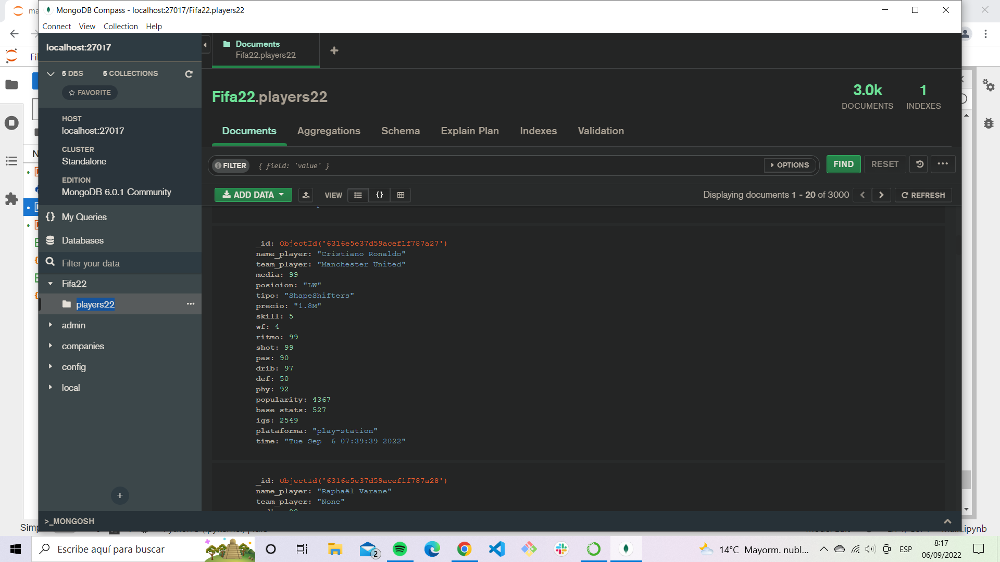 MongoDB Compass - localhost:27017/Fifa22.players22
Connect View Collection Help
localhost:27017
Documents
Fifa22.players22
5 DBS 5 COLLECTIONS
FAVORITE
Fifa22.players22
3.0k
DOCUMENTS
1
INDEXES
HOST
localhost:27017
CLUSTER
Standalone
EDITION
MongoDB 6.0.1 Community
Documents Aggregations Schema Explain Plan Indexes Validation
FILTER { field: 'value' } OPTIONS FIND RESET
ADD DATA VIEW {} Displaying documents 1 - 20 of 3000 REFRESH
{} My Queries
Databases
Filter your data
Fifa22
players22
admin
companies
config
local
_id: ObjectId('6316e5e37d59acef1f787a27')
name_player: "Cristiano Ronaldo"
team_player: "Manchester United"
media: 99
posicion: "LW"
tipo: "ShapeShifters"
precio: "1.8M"
skill: 5
wf: 4
ritmo: 99
shot: 99
pas: 90
drib: 97
def: 50
phy: 92
popularity: 4367
base stats: 527
igs: 2549
plataforma: "play-station"
time: "Tue Sep  6 07:39:39 2022"
_id: ObjectId('6316e5e37d59acef1f787a28')
name_player: "Raphaël Varane"
team_player: "None"
>_MONGOSH
Escribe aquí para buscar
2
14°C Mayorm. nubl...
ESP
8:17
06/09/2022